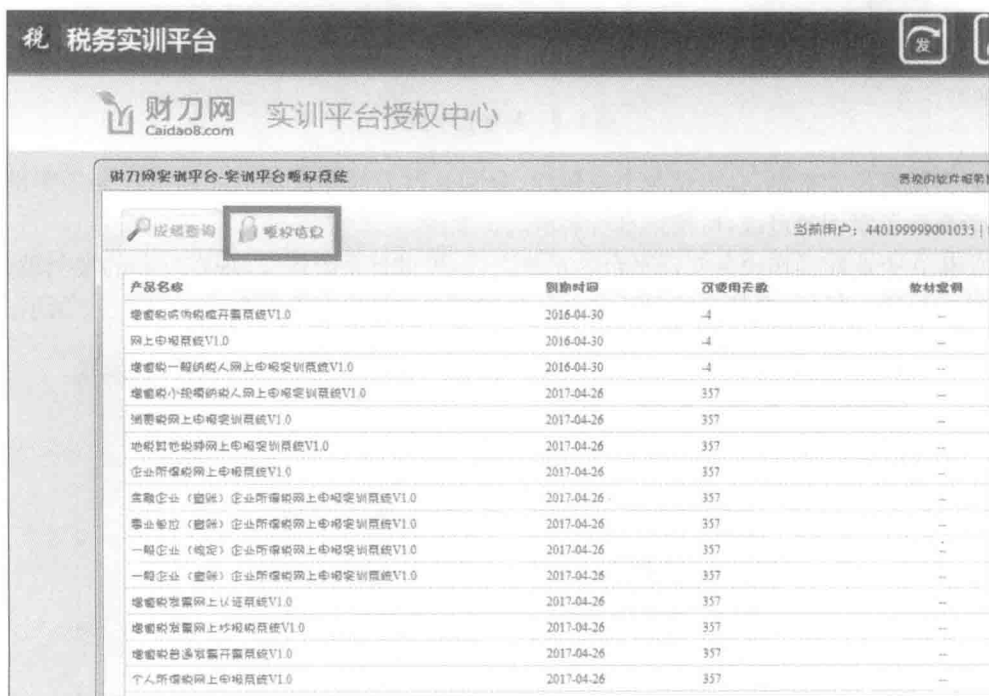 税 税务实训平台
发
财刀网 实训平台授权中心
Caidao8.com
财刀网实训平台-实训平台授权系统
成绩查询 授权信息 当前用户: 440199999001033 |
产品名称 到期时间 可使用天数 教材案例
增值税防伪税控开票系统V1.0 2016-04-30 -4 --
网上申报系统V1.0 2016-04-30 -4 --
增值税一般纳税人网上申报实训系统V1.0 2016-04-30 -4 --
增值税小规模纳税人网上申报实训系统V1.0 2017-04-26 357 --
消费税网上申报实训系统V1.0 2017-04-26 357 --
地税其他税种网上申报实训系统V1.0 2017-04-26 357 --
企业所得税网上申报系统V1.0 2017-04-26 357 --
金融企业（查账）企业所得税网上申报实训系统V1.0 2017-04-26 357 --
事业单位（查账）企业所得税网上申报实训系统V1.0 2017-04-26 357 --
一般企业（核定）企业所得税网上申报实训系统V1.0 2017-04-26 357 --
一般企业（查账）企业所得税网上申报实训系统V1.0 2017-04-26 357 --
增值税发票网上认证系统V1.0 2017-04-26 357 --
增值税发票网上抄报税系统V1.0 2017-04-26 357 --
增值税普通发票开票系统V1.0 2017-04-26 357 --
个人所得税网上申报系统V1.0 2017-04-26 357 --